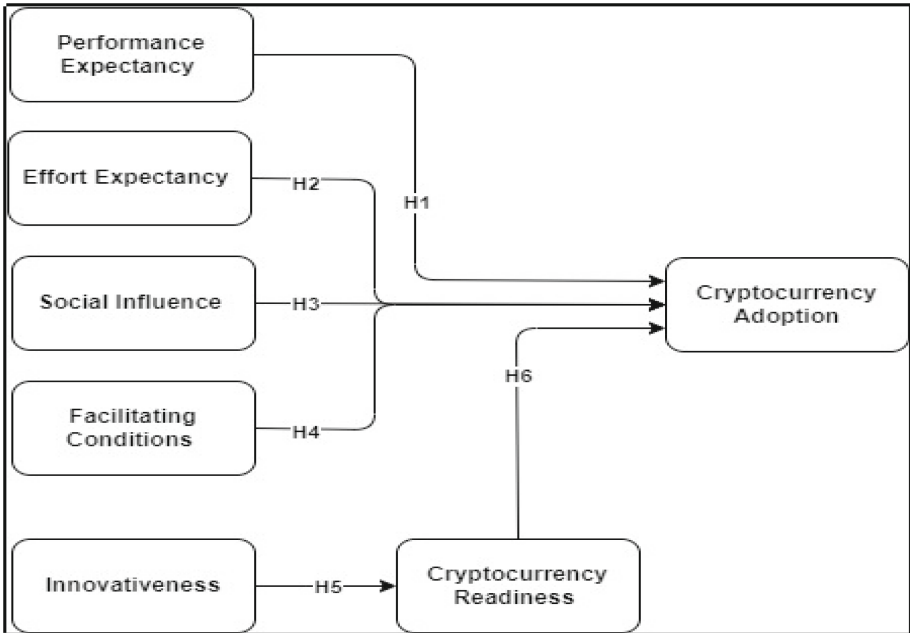 Performance
Expectancy
H1
Effort Expectancy
H2
Social Influence
H3
Cryptocurrency
Adoption
Facilitating
Conditions
H4
H6
Innovativeness
H5
Cryptocurrency
Readiness